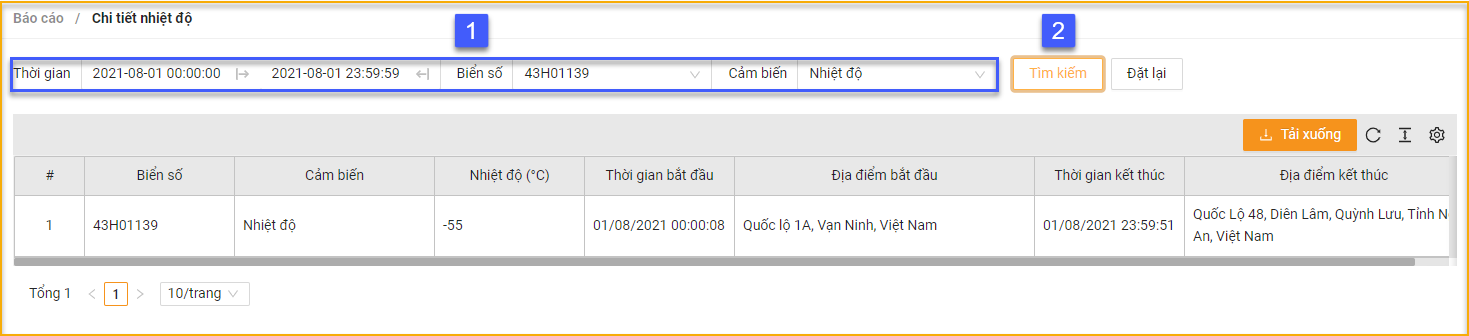 Báo cáo / Chi tiết nhiệt độ
1
2
Thời gian 2021-08-01 00:00:00 2021-08-01 23:59:59 Biển số 43H01139 Cảm biến Nhiệt độ Tìm kiếm Đặt lại
Tải xuống
# Biển số Cảm biến Nhiệt độ (°C) Thời gian bắt đầu Địa điểm bắt đầu Thời gian kết thúc Địa điểm kết thúc
1 43H01139 Nhiệt độ -55 01/08/2021 00:00:08 Quốc lộ 1A, Vạn Ninh, Việt Nam 01/08/2021 23:59:51 Quốc Lộ 48, Diên Lâm, Quỳnh Lưu, Tỉnh
An, Việt Nam
Tổng 1 < 1 > 10/trang